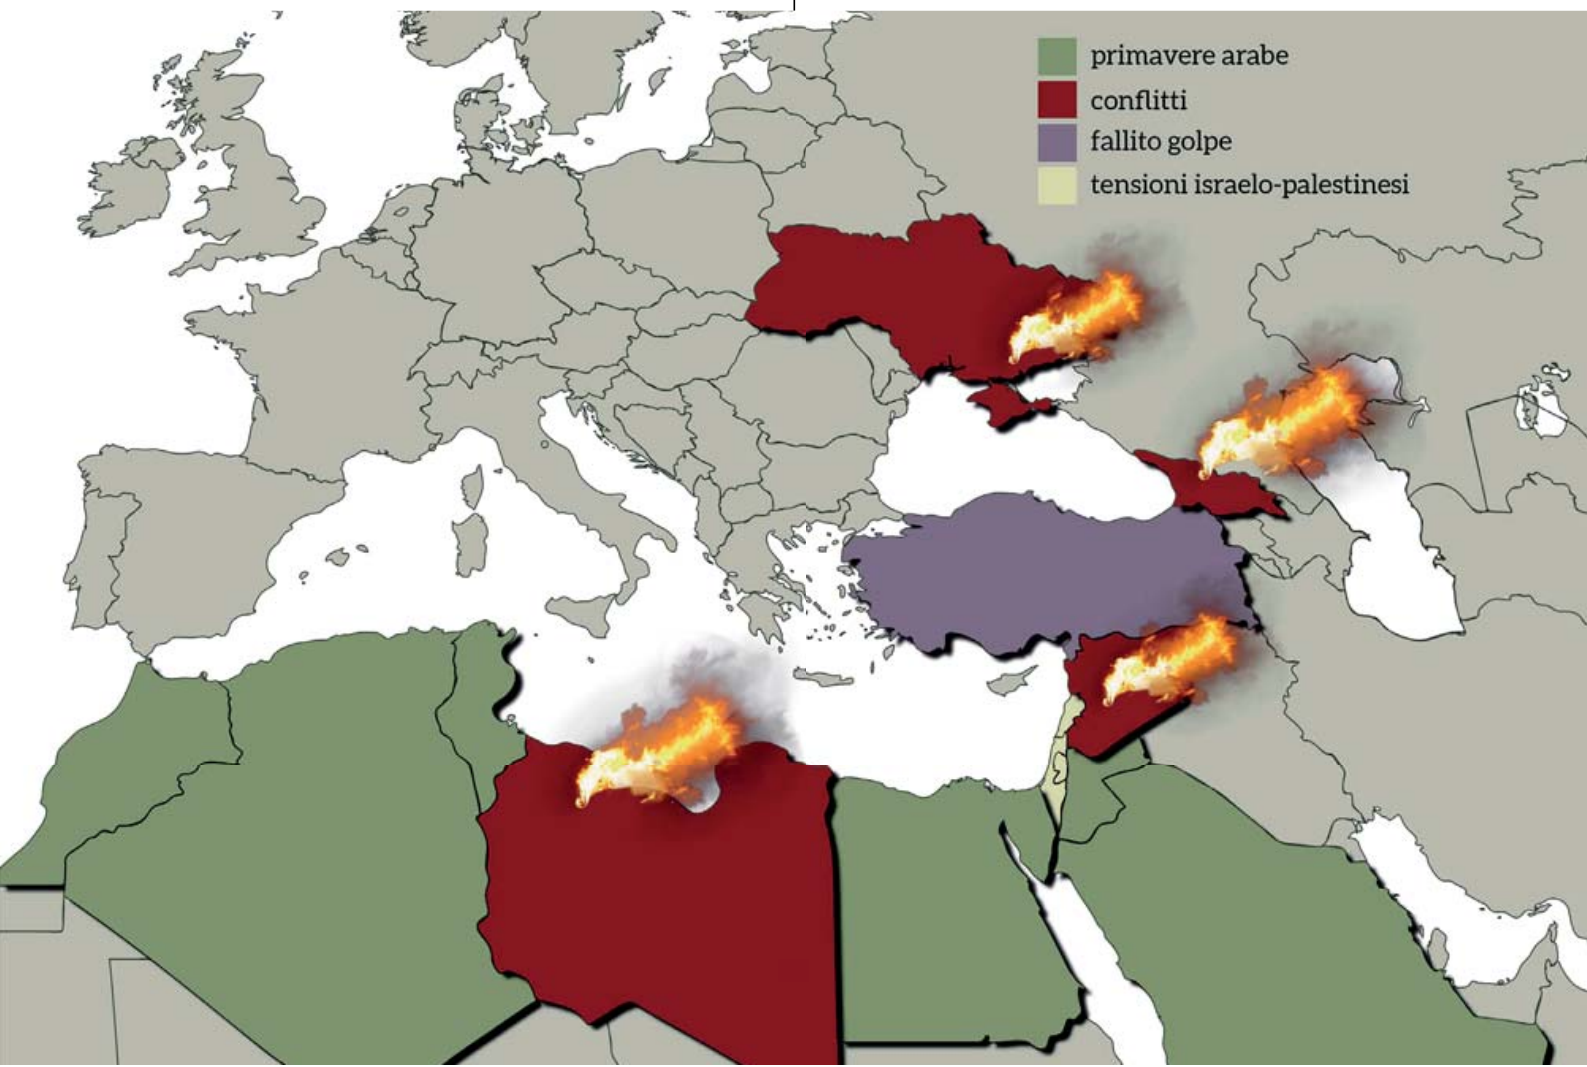 primavere arabe
conflitti
fallito golpe
tensioni israelo-palestinesi